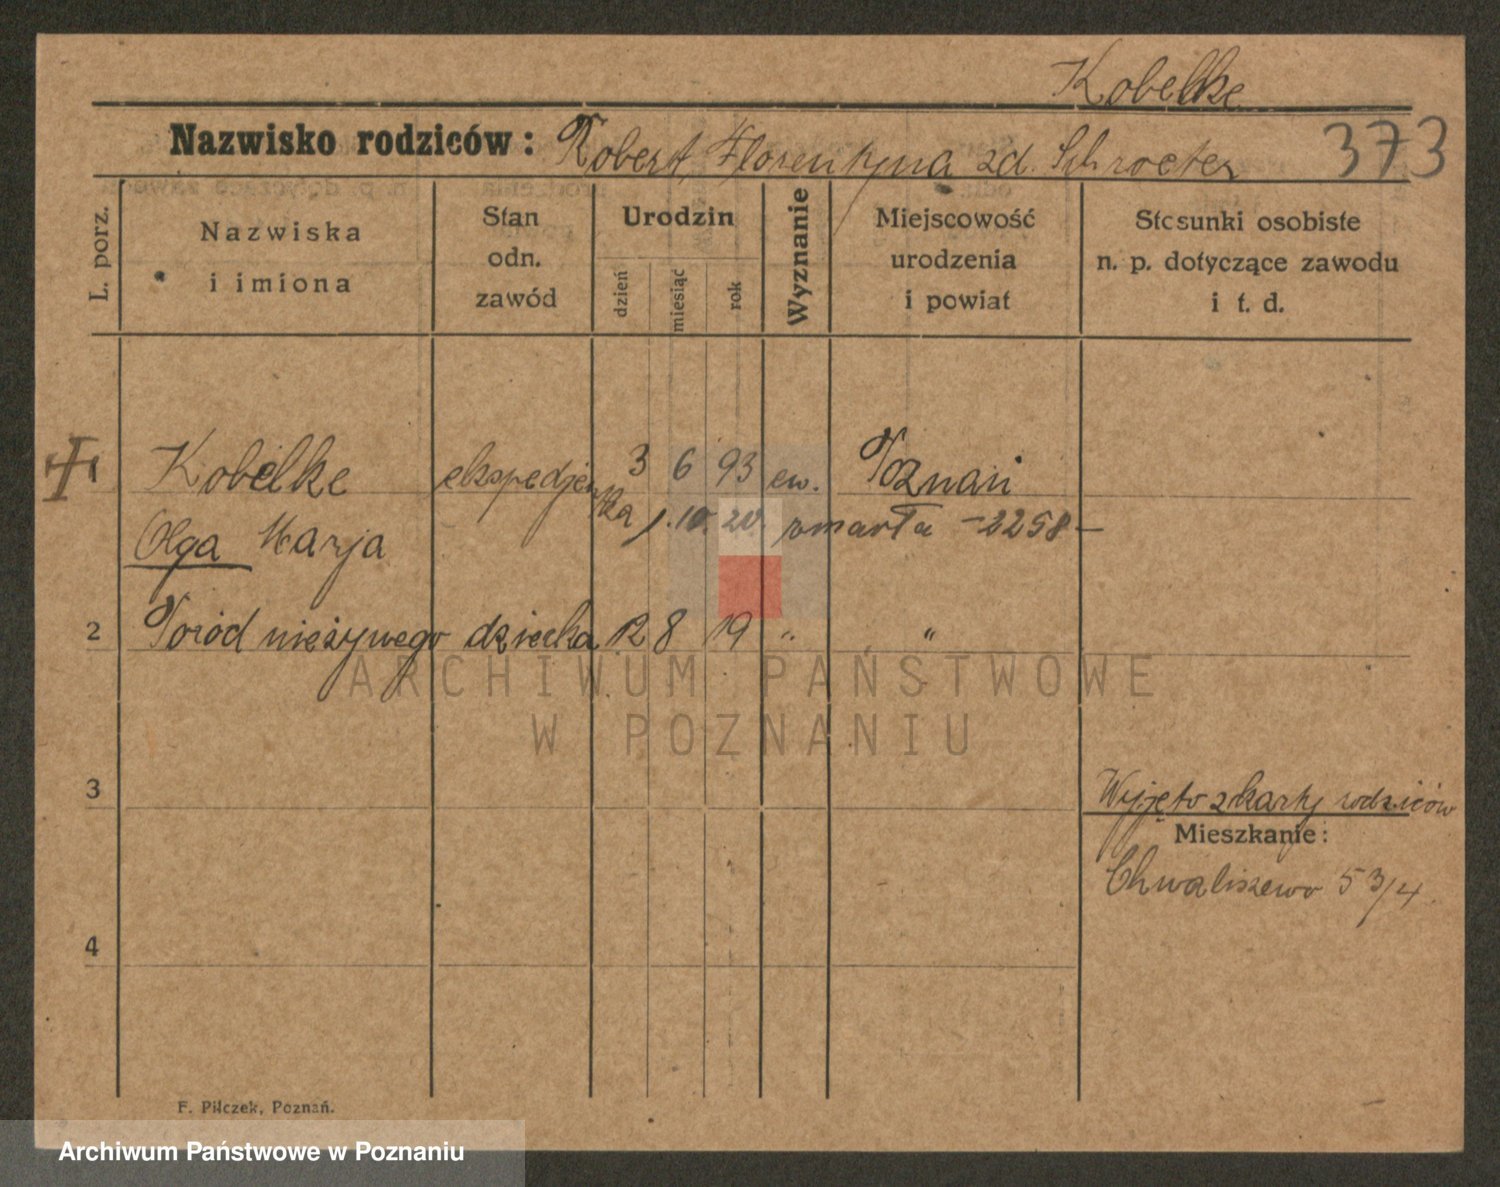 Kobelke
Nazwisko rodziców: Robert, Florentyna zd. Schroeter 373
L. porz.
Nazwiska
i imiona
Stan
odn.
zawód
Urodzin
dzień
miesiąc
rok
Wyznanie
Miejscowość
urodzenia
i powiat
Stosunki osobiste
n. p. dotyczące zawodu
i t. d.
Kobelke ekspedjentka 3 6 93 ew. Poznań
Olga Marja 1. 10. 20. zmarła - 2258 -
2 Poród nieżywego dziecka 12 8 19 " "
ARCHIWUM PAŃSTWOWE
W POZNANIU
3
Wyjęto z karty rodziców
Mieszkanie:
Chwaliszewo 53/4
4
F. Pilczek, Poznań.
Archiwum Państwowe w Poznaniu